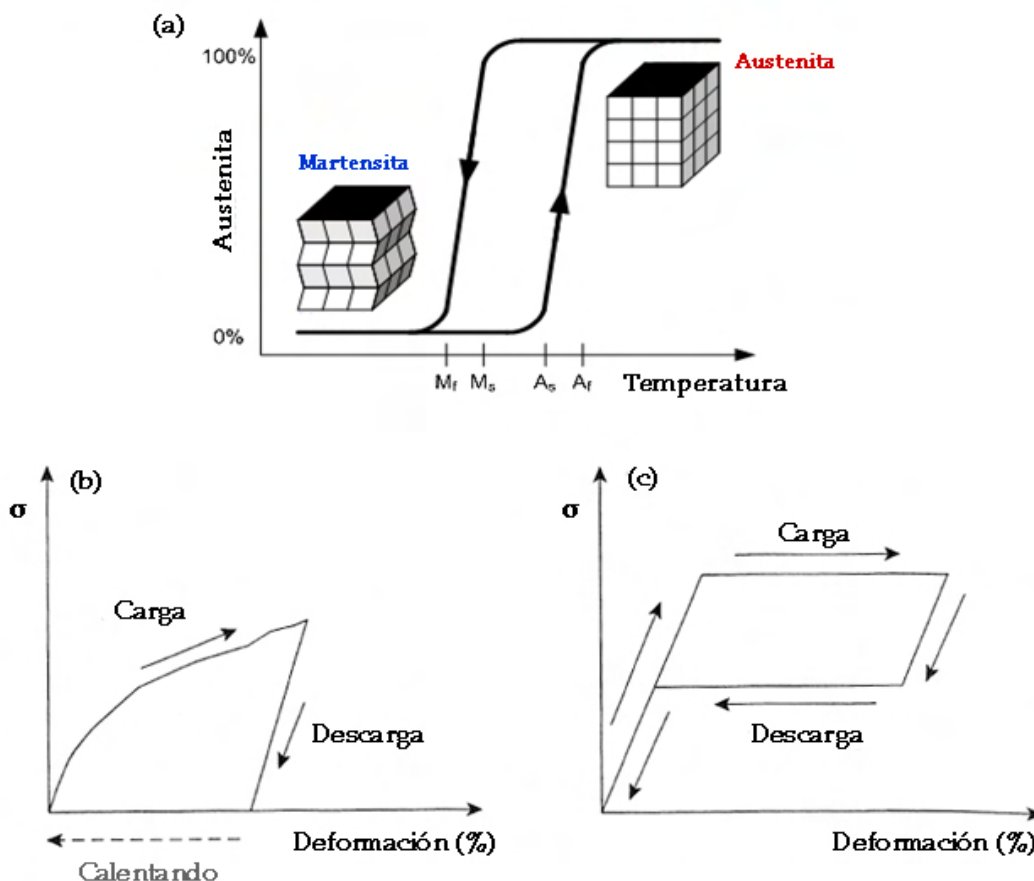 (a)
100%
Austenita
Martensita
Austenita
0%
Mf Ms As Af Temperatura
(b)
σ
Carga
Descarga
Deformación (%)
Calentando
(c)
σ
Carga
Descarga
Deformación (%)